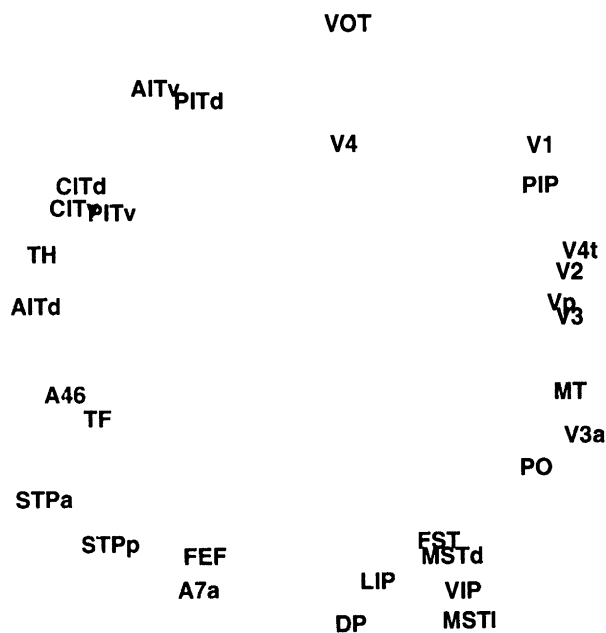 VOT
AITv
PITd
V4
V1
CITd
PIP
CITv
PITv
TH
V4t
V2
AITd
Vp
V3
A46
MT
TF
V3a
PO
STPa
STPp
FEF
FST
MSTd
A7a
LIP
VIP
DP
MSTl